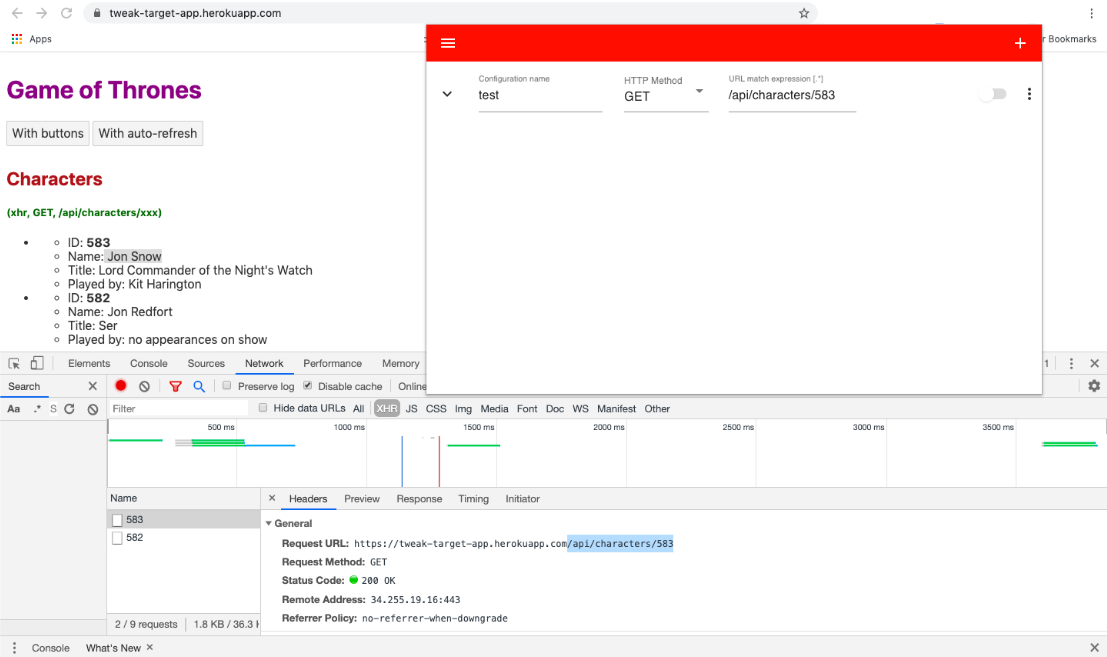 tweak-target-app.herokuapp.com
Apps
r Bookmarks
Game of Thrones
With buttons With auto-refresh
Characters
(xhr, GET, /api/characters/xxx)
ID: 583
Name: Jon Snow
Title: Lord Commander of the Night's Watch
Played by: Kit Harington
ID: 582
Name: Jon Redfort
Title: Ser
Played by: no appearances on show
Configuration name HTTP Method URL match expression [.*]
test GET /api/characters/583
Elements Console Sources Network Performance Memory 1
Search Preserve log Disable cache Online
Aa .* S Filter Hide data URLs All XHR JS CSS Img Media Font Doc WS Manifest Other
500 ms 1000 ms 1500 ms 2000 ms 2500 ms 3000 ms 3500 ms
Name Headers Preview Response Timing Initiator
583
582
General
Request URL: https://tweak-target-app.herokuapp.com/api/characters/583
Request Method: GET
Status Code: 200 OK
Remote Address: 34.255.19.16:443
Referrer Policy: no-referrer-when-downgrade
2 / 9 requests 1.8 KB / 36.3 k
Console What's New